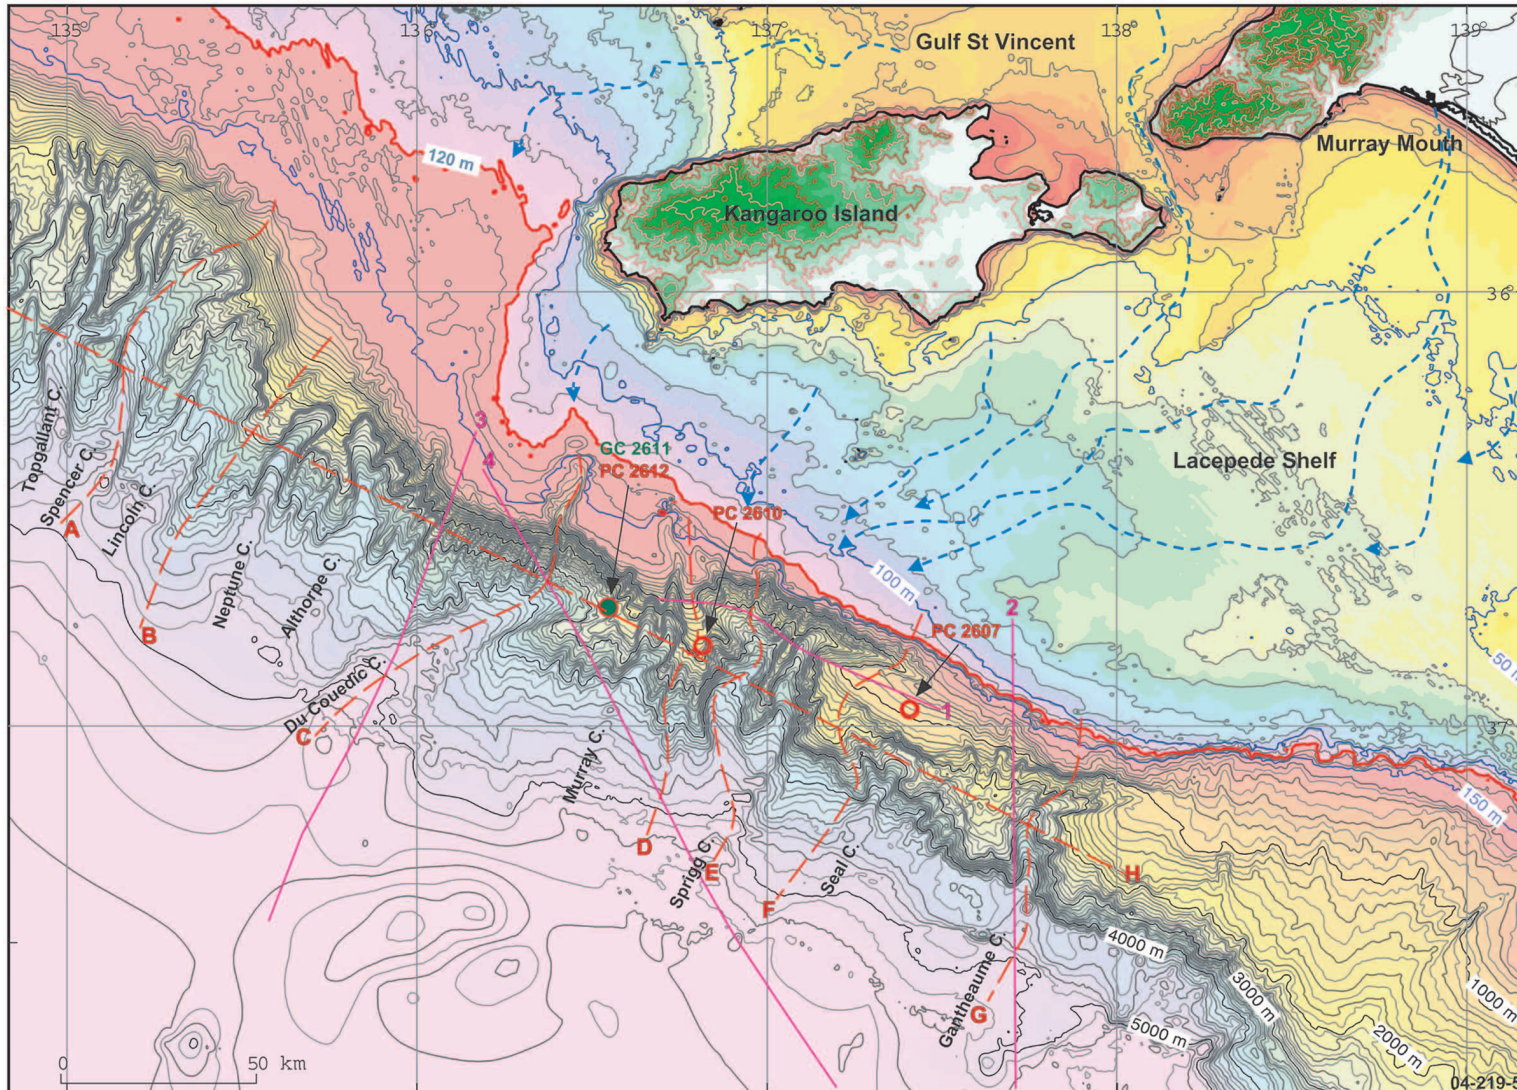 135°
136°
137°
138°
139°
Gulf St Vincent
Murray Mouth
120 m
Kangaroo Island
36°
Topgallant C.
Spencer C.
A
Lincoln C.
B
Neptune C.
Althorpe C.
Du Couedic C.
C
3
4
GC 2611
PC 2612
PC 2610
Lacepede Shelf
100 m
2
PC 2607
1
50 m
37°
150 m
Murray C.
D
Sprigg C.
E
F
Seal C.
H
Gantheaume C.
G
4000 m
3000 m
5000 m
2000 m
1000 m
0 50 km
04-219-5